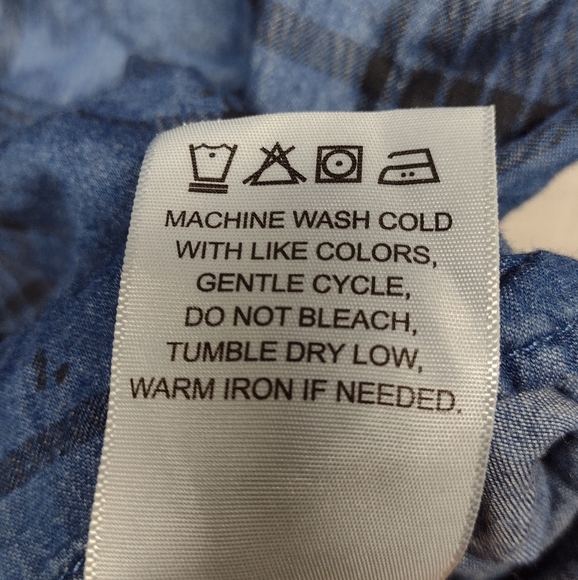 MACHINE WASH COLD
WITH LIKE COLORS,
GENTLE CYCLE,
DO NOT BLEACH,
TUMBLE DRY LOW,
WARM IRON IF NEEDED.